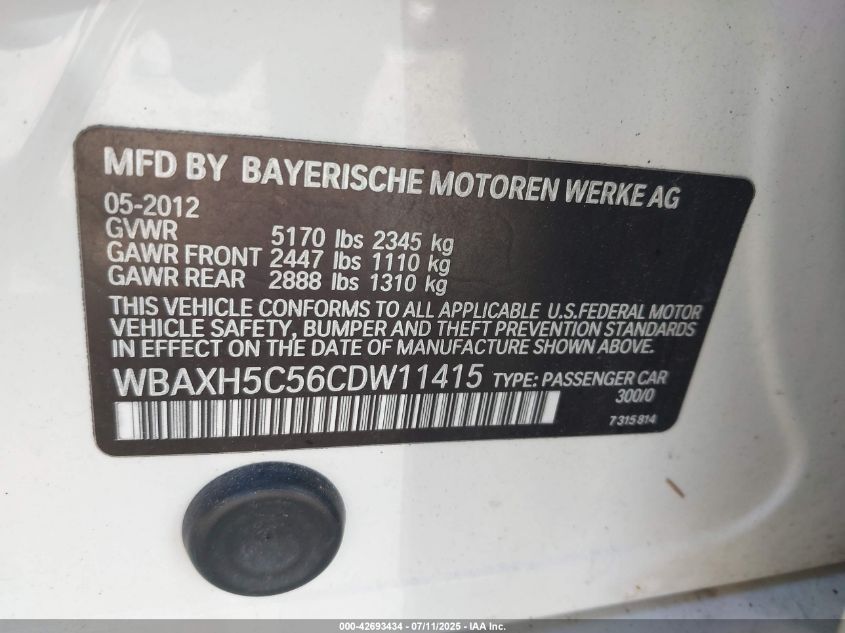 MFD BY BAYERISCHE MOTOREN WERKE AG
05-2012
GVWR 5170 lbs 2345 kg
GAWR FRONT 2447 lbs 1110 kg
GAWR REAR 2888 lbs 1310 kg
THIS VEHICLE CONFORMS TO ALL APPLICABLE U.S.FEDERAL MOTOR
VEHICLE SAFETY, BUMPER AND THEFT PREVENTION STANDARDS
IN EFFECT ON THE DATE OF MANUFACTURE SHOWN ABOVE.
WBAXH5C56CDW11415 TYPE: PASSENGER CAR
300/0
7315814
000-42693434 - 07/11/2025 - IAA Inc.